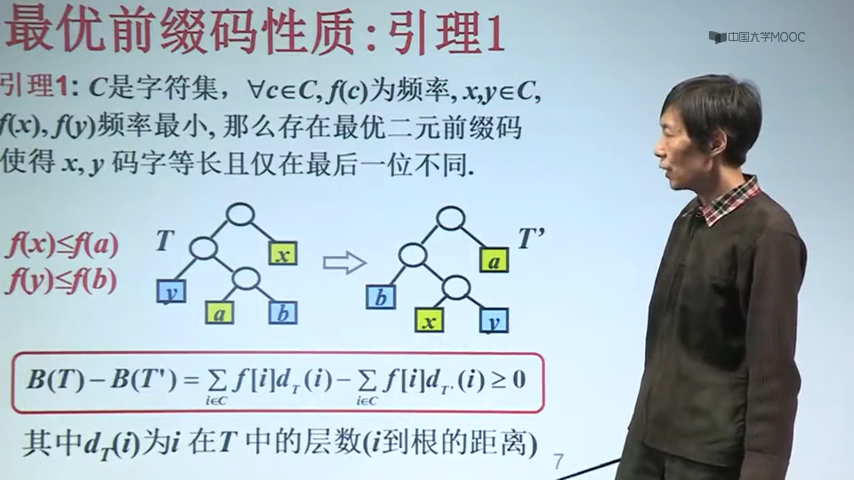 最优前缀码性质:引理1
中国大学MOOC
引理1: C是字符集, ∀c∈C, f(c)为频率, x,y∈C,
f(x), f(y)频率最小, 那么存在最优二元前缀码
使得 x, y 码字等长且仅在最后一位不同.
f(x)≤f(a)
f(y)≤f(b)
T
x
y
a
b
T’
a
b
x
y
B(T)−B(T')=∑i∈C f[i]dT(i)−∑i∈C f[i]dT'(i)≥0
其中dT(i)为i 在T 中的层数(i到根的距离)
7